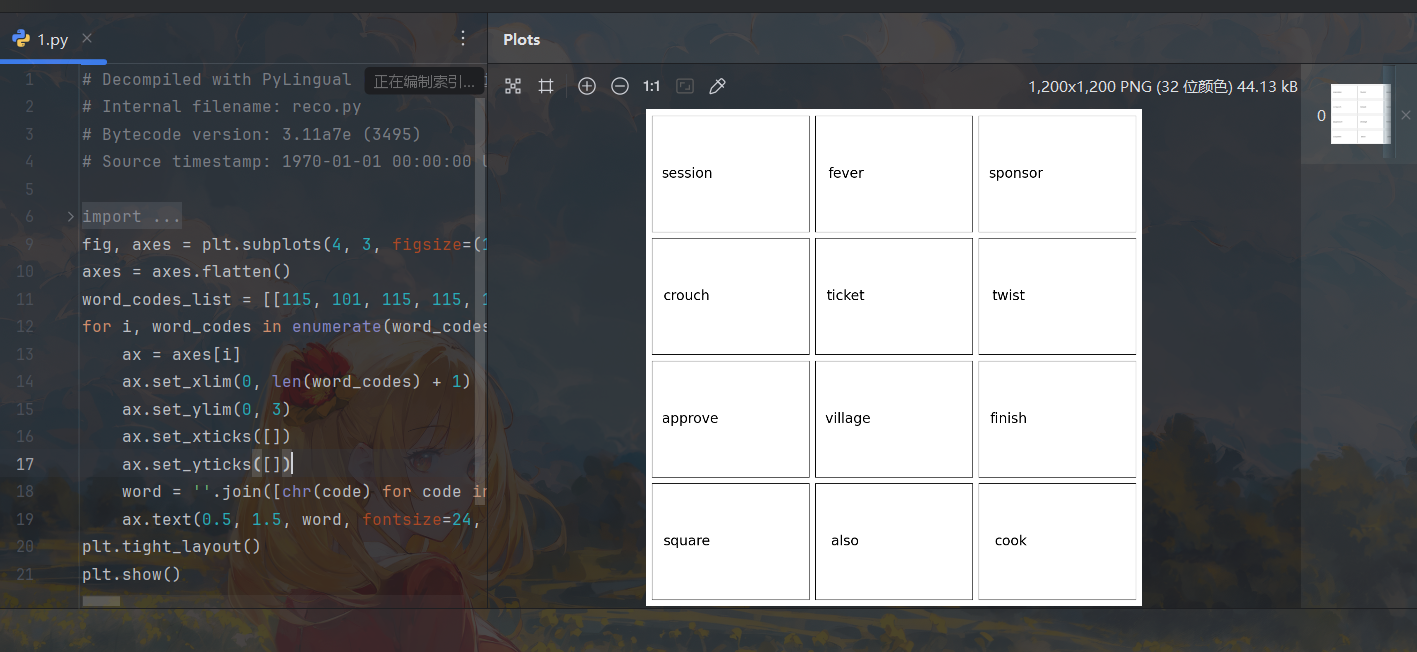 1.py
Plots
1:1
1,200x1,200 PNG (32 位颜色) 44.13 kB
0
1 # Decompiled with PyLingual
正在编制索引...
2 # Internal filename: reco.py
3 # Bytecode version: 3.11a7e (3495)
4 # Source timestamp: 1970-01-01 00:00:00
5
6 import ...
9 fig, axes = plt.subplots(4, 3, figsize=(1
10 axes = axes.flatten()
11 word_codes_list = [[115, 101, 115, 115, 1
12 for i, word_codes in enumerate(word_codes
13 ax = axes[i]
14 ax.set_xlim(0, len(word_codes) + 1)
15 ax.set_ylim(0, 3)
16 ax.set_xticks([])
17 ax.set_yticks([])
18 word = ''.join([chr(code) for code in
19 ax.text(0.5, 1.5, word, fontsize=24,
20 plt.tight_layout()
21 plt.show()
session fever sponsor
crouch ticket twist
approve village finish
square also cook